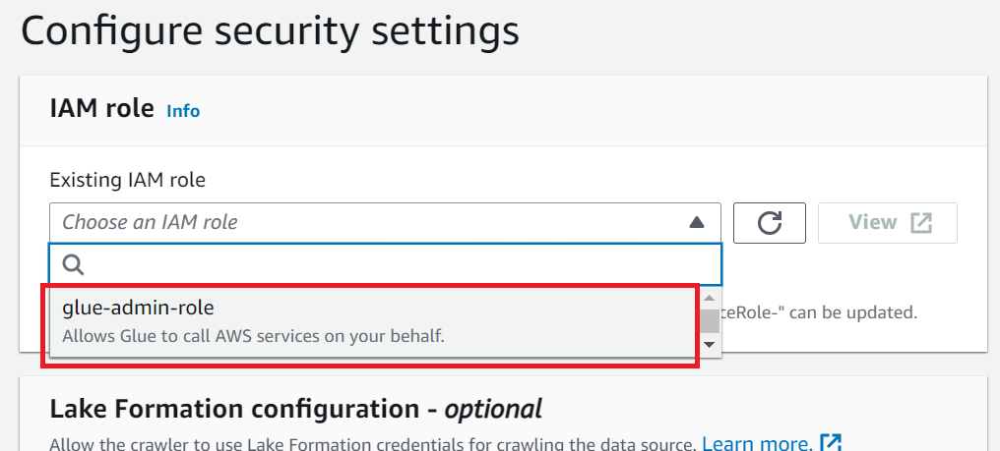 Configure security settings
IAM role Info
Existing IAM role
Choose an IAM role
View
glue-admin-role
Allows Glue to call AWS services on your behalf.
ceRole-" can be updated.
Lake Formation configuration - optional
Allow the crawler to use Lake Formation credentials for crawling the data source. Learn more.